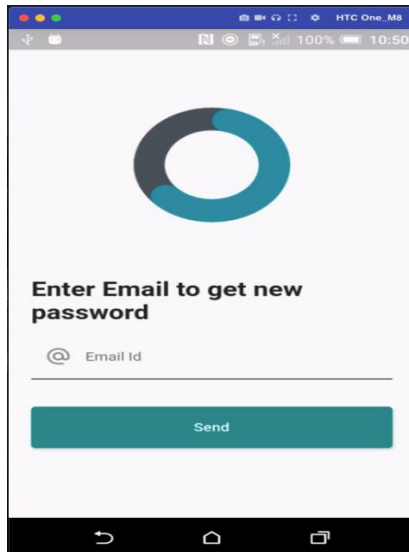 HTC One_M8
100% 10:50
Enter Email to get new
password
@ Email Id
Send